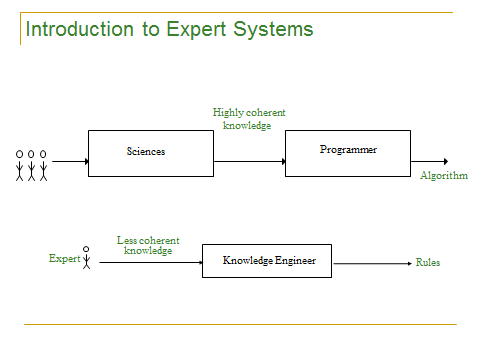 Introduction to Expert Systems
Highly coherent
knowledge
Sciences
Programmer
Algorithm
Less coherent
knowledge
Expert
Knowledge Engineer
Rules